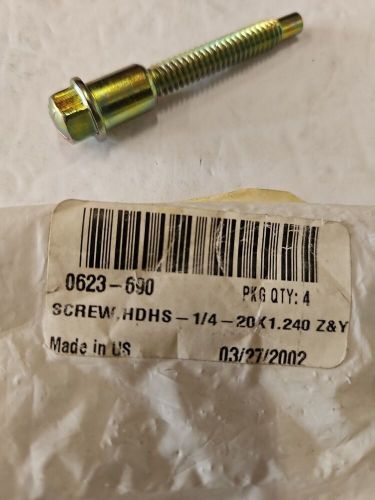 0623-690 PKG QTY: 4
SCREW,HDHS-1/4-20X1.240 Z&Y
Made in US 03/27/2002